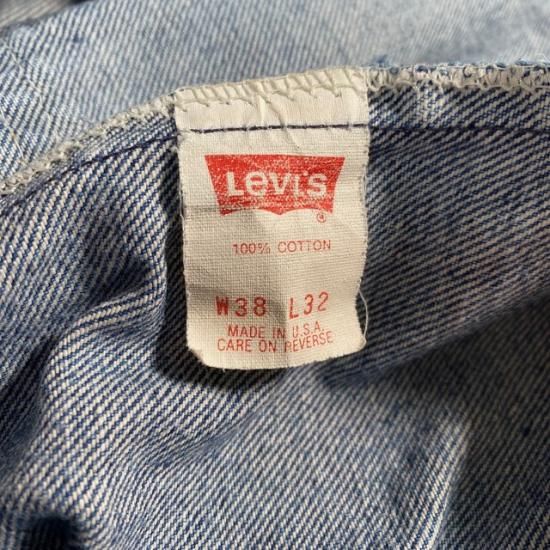 Levi's
®
100% COTTON
W38 L32
MADE IN U.S.A.
CARE ON REVERSE